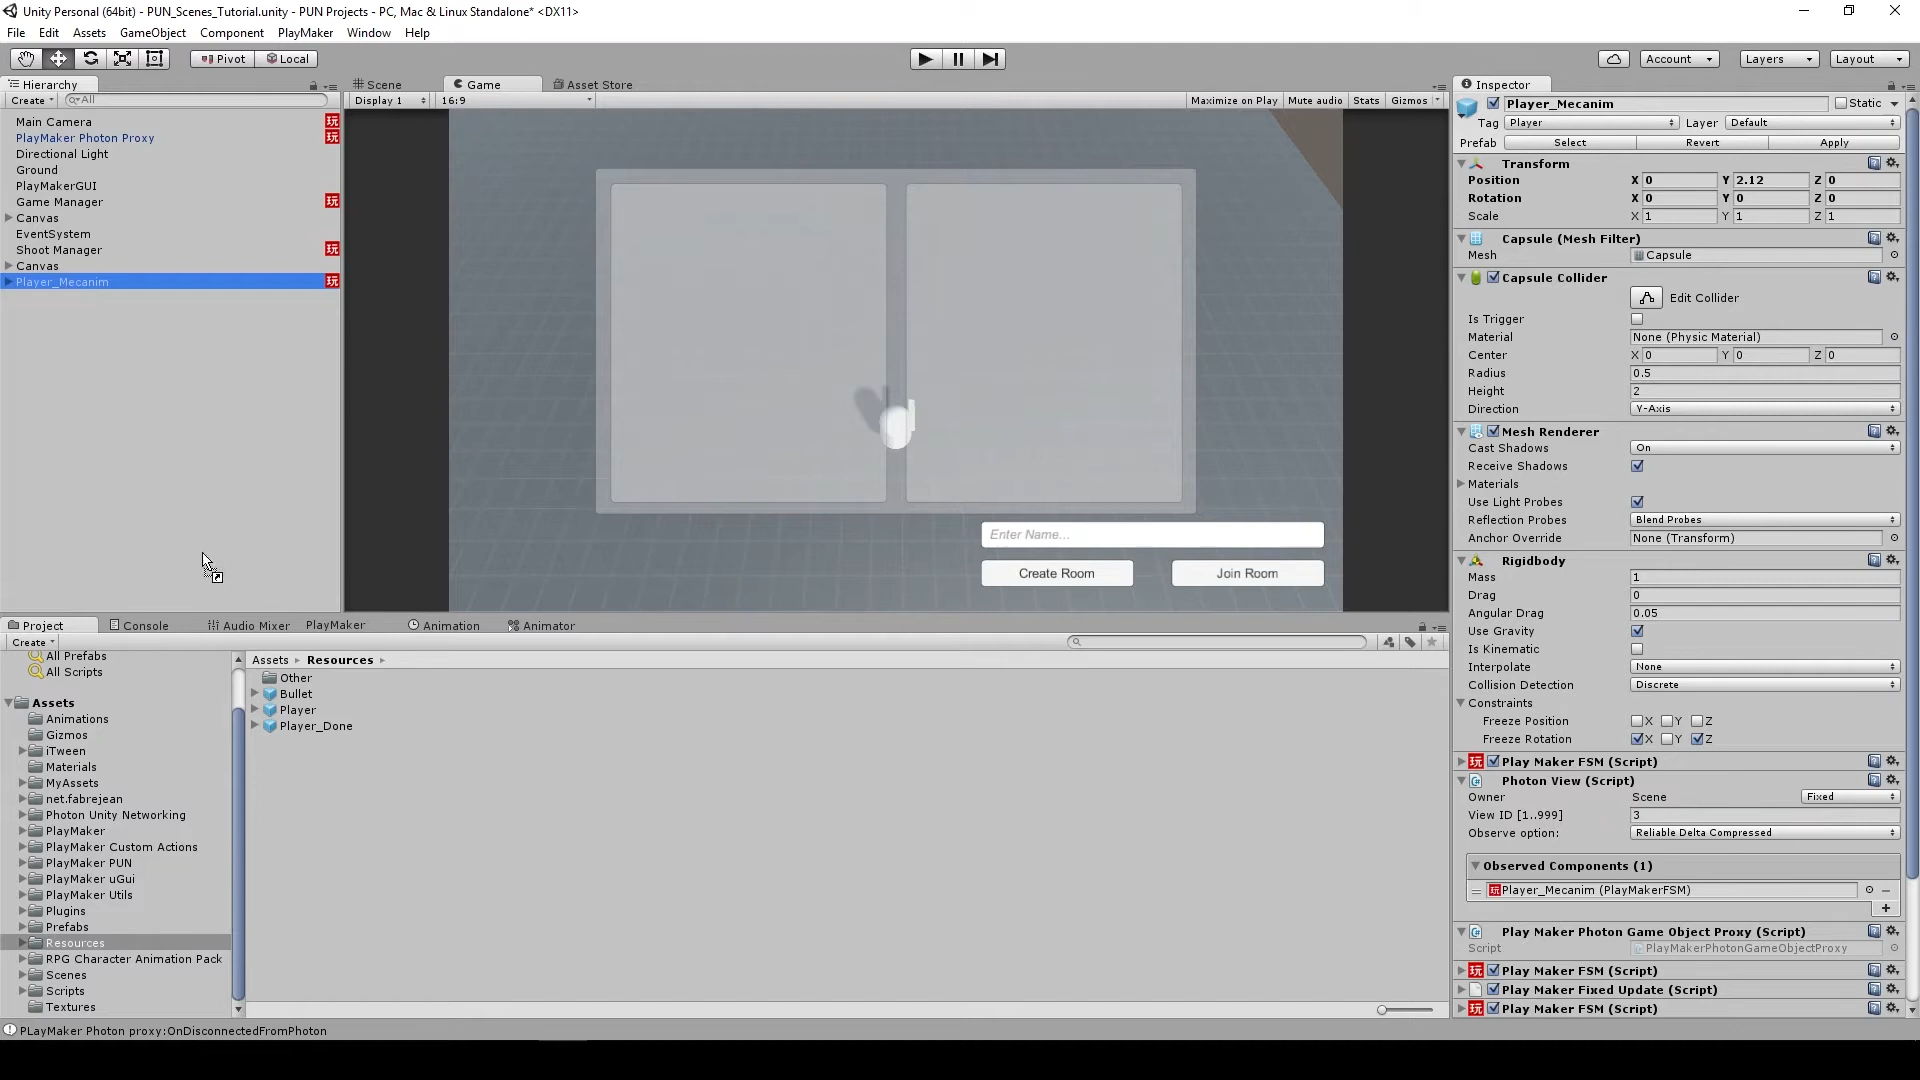 Unity Personal (64bit) - PUN_Scenes_Tutorial.unity - PUN Projects - PC, Mac & Linux Standalone* <DX11>
File Edit Assets GameObject Component PlayMaker Window Help
Pivot Local Account Layers Layout
Hierarchy
Create All
Main Camera
PlayMaker Photon Proxy
Directional Light
Ground
PlayMakerGUI
Game Manager
Canvas
EventSystem
Shoot Manager
Canvas
Player_Mecanim
Scene Game Asset Store
Display 1 16:9 Maximize on Play Mute audio Stats Gizmos
Enter Name...
Create Room Join Room
Inspector
Player_Mecanim Static
Tag Player Layer Default
Prefab Select Revert Apply
Transform
Position X 0 Y 2.12 Z 0
Rotation X 0 Y 0 Z 0
Scale X 1 Y 1 Z 1
Capsule (Mesh Filter)
Mesh Capsule
Capsule Collider
Edit Collider
Is Trigger
Material None (Physic Material)
Center X 0 Y 0 Z 0
Radius 0.5
Height 2
Direction Y-Axis
Mesh Renderer
Cast Shadows On
Receive Shadows
Materials
Use Light Probes
Reflection Probes Blend Probes
Anchor Override None (Transform)
Rigidbody
Mass 1
Drag 0
Angular Drag 0.05
Use Gravity
Is Kinematic
Interpolate None
Collision Detection Discrete
Constraints
Freeze Position X Y Z
Freeze Rotation X Y Z
玩 Play Maker FSM (Script)
Photon View (Script)
Owner Scene Fixed
View ID [1..999] 3
Observe option: Reliable Delta Compressed
Observed Components (1)
玩 Player_Mecanim (PlayMakerFSM)
Play Maker Photon Game Object Proxy (Script)
Script PlayMakerPhotonGameObjectProxy
玩 Play Maker FSM (Script)
Play Maker Fixed Update (Script)
玩 Play Maker FSM (Script)
Project Console Audio Mixer PlayMaker Animation Animator
Create
All Prefabs
All Scripts
Assets
Animations
Gizmos
iTween
Materials
MyAssets
net.fabrejean
Photon Unity Networking
PlayMaker
PlayMaker Custom Actions
PlayMaker PUN
PlayMaker uGui
PlayMaker Utils
Plugins
Prefabs
Resources
RPG Character Animation Pack
Scenes
Scripts
Textures
Assets Resources
Other
Bullet
Player
Player_Done
PLayMaker Photon proxy:OnDisconnectedFromPhoton